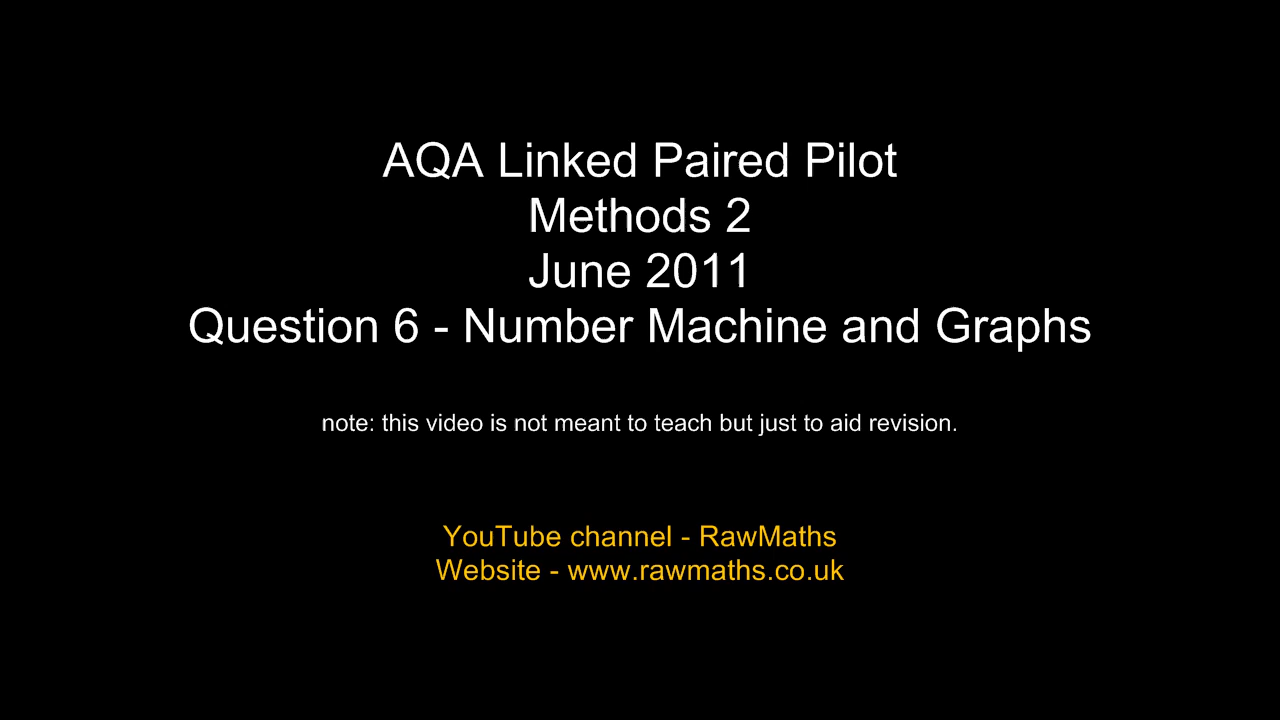 AQA Linked Paired Pilot
Methods 2
June 2011
Question 6 - Number Machine and Graphs
note: this video is not meant to teach but just to aid revision.
YouTube channel - RawMaths
Website - www.rawmaths.co.uk